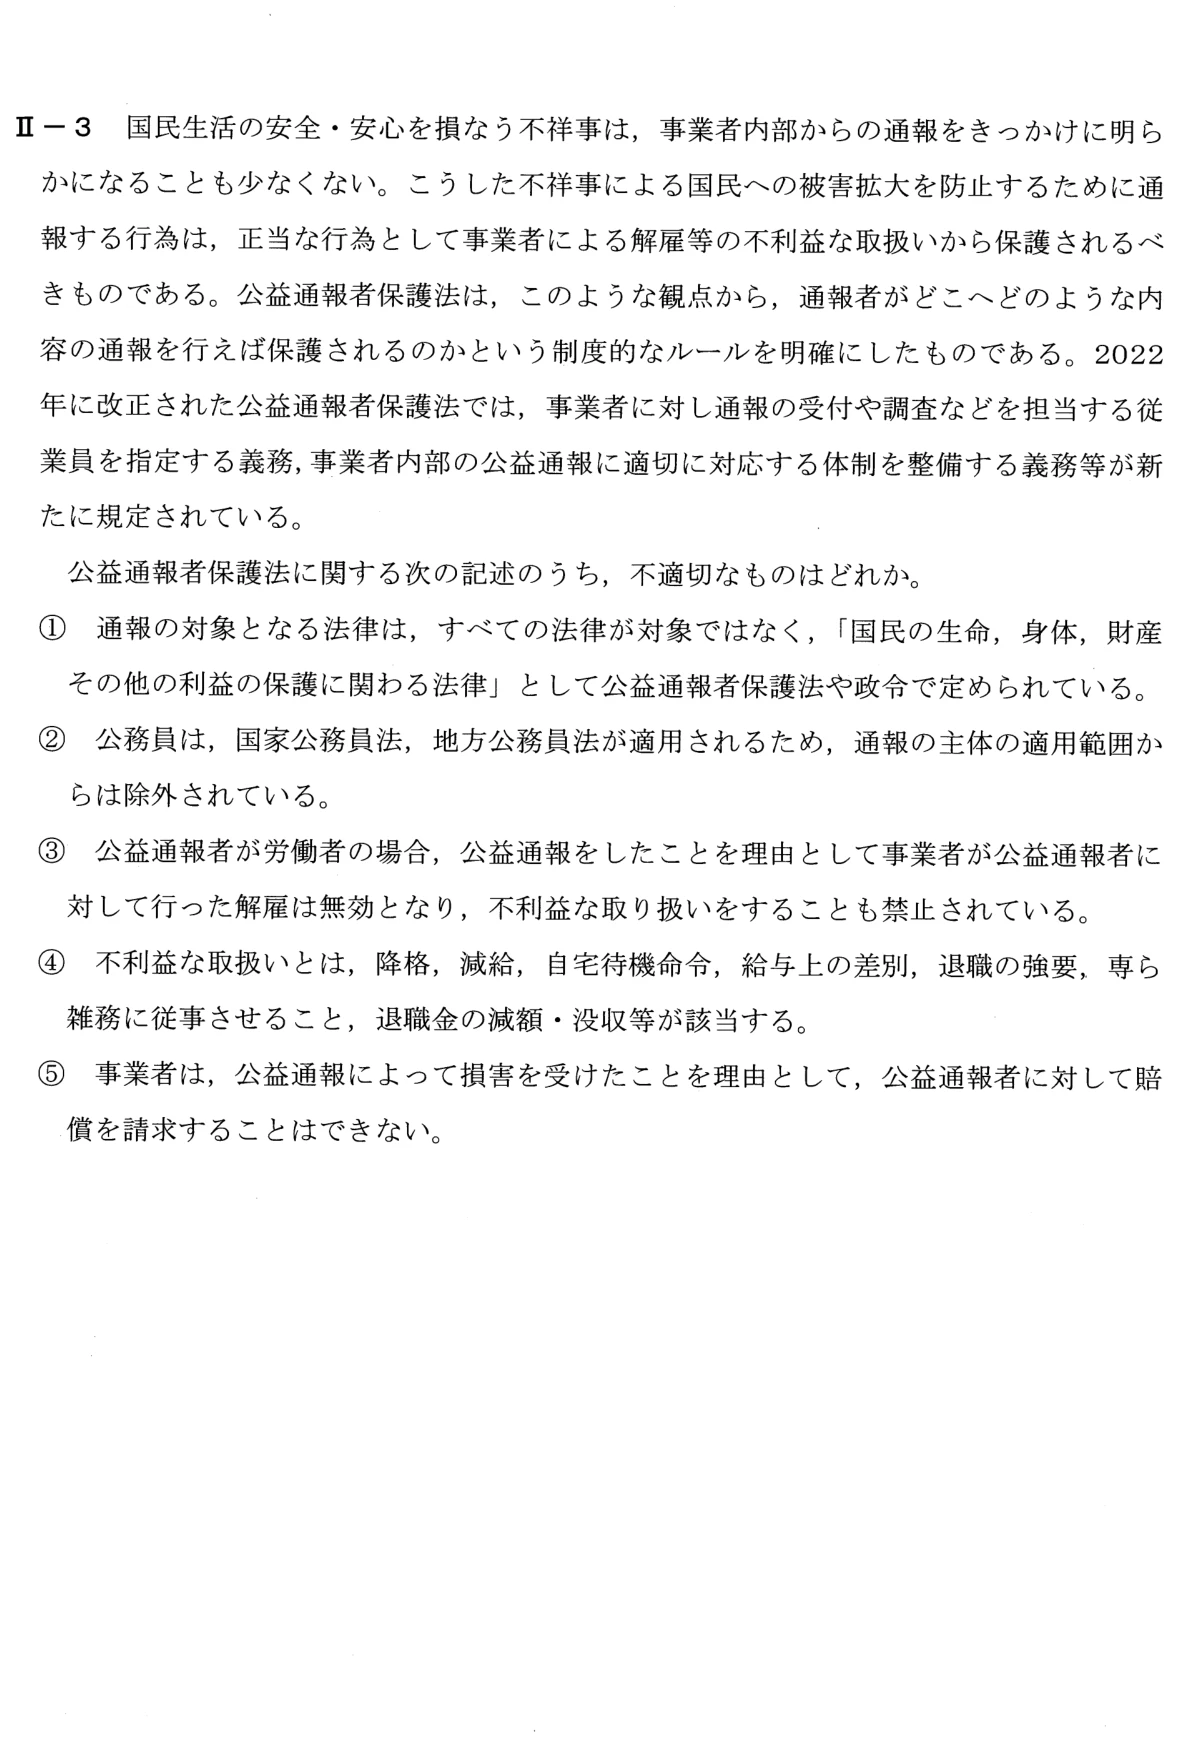 Ⅱ－3　国民生活の安全・安心を損なう不祥事は，事業者内部からの通報をきっかけに明ら
かになることも少なくない。こうした不祥事による国民への被害拡大を防止するために通
報する行為は，正当な行為として事業者による解雇等の不利益な取扱いから保護されるべ
きものである。公益通報者保護法は，このような観点から，通報者がどこへどのような内
容の通報を行えば保護されるのかという制度的なルールを明確にしたものである。2022
年に改正された公益通報者保護法では，事業者に対し通報の受付や調査などを担当する従
業員を指定する義務，事業者内部の公益通報に適切に対応する体制を整備する義務等が新
たに規定されている。
公益通報者保護法に関する次の記述のうち，不適切なものはどれか。
①　通報の対象となる法律は，すべての法律が対象ではなく，「国民の生命，身体，財産
その他の利益の保護に関わる法律」として公益通報者保護法や政令で定められている。
②　公務員は，国家公務員法，地方公務員法が適用されるため，通報の主体の適用範囲か
らは除外されている。
③　公益通報者が労働者の場合，公益通報をしたことを理由として事業者が公益通報者に
対して行った解雇は無効となり，不利益な取り扱いをすることも禁止されている。
④　不利益な取扱いとは，降格，減給，自宅待機命令，給与上の差別，退職の強要，専ら
雑務に従事させること，退職金の減額・没収等が該当する。
⑤　事業者は，公益通報によって損害を受けたことを理由として，公益通報者に対して賠
償を請求することはできない。